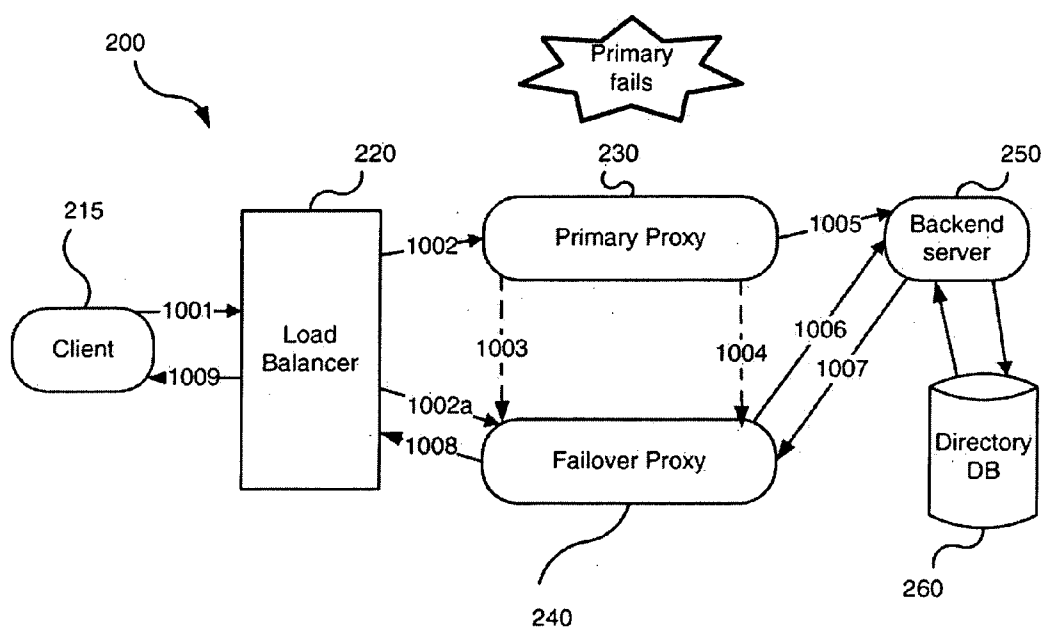 200
Primary
fails
220
230
250
215
1002
Primary Proxy
1005
Backend
server
1001
Client
1009
Load
Balancer
1003
1004
1006
1007
1002a
1008
Failover Proxy
Directory
DB
240
260